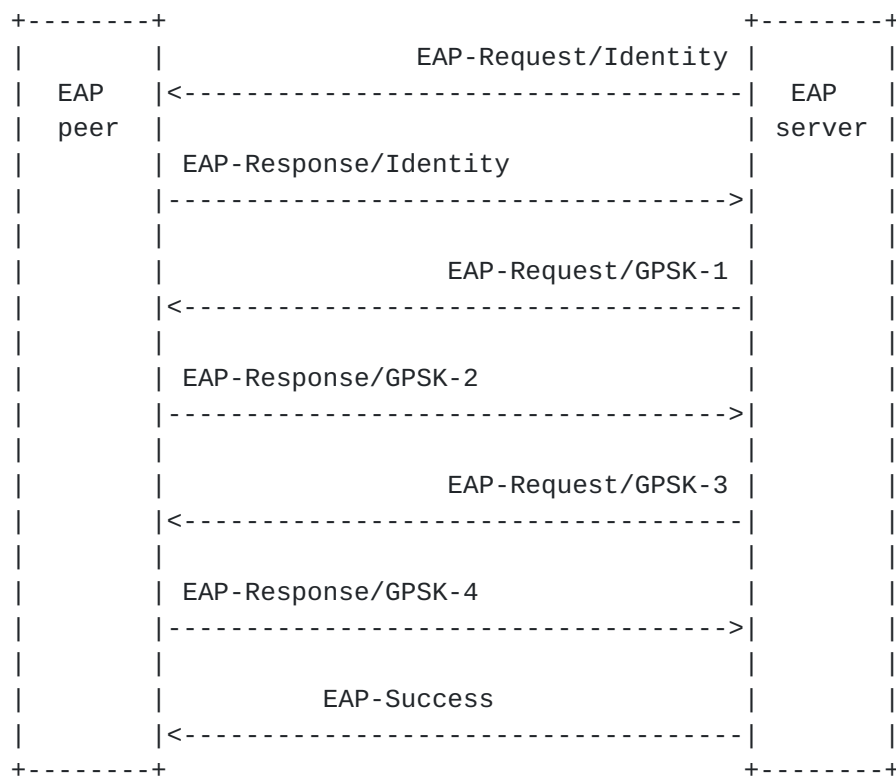 +--------+                                     +--------+
|        |                EAP-Request/Identity |        |
|  EAP   |<------------------------------------|  EAP   |
|  peer  |                                     | server |
|        | EAP-Response/Identity               |        |
|        |------------------------------------>|        |
|        |                                     |        |
|        |                  EAP-Request/GPSK-1 |        |
|        |<------------------------------------|        |
|        |                                     |        |
|        | EAP-Response/GPSK-2                 |        |
|        |------------------------------------>|        |
|        |                                     |        |
|        |                  EAP-Request/GPSK-3 |        |
|        |<------------------------------------|        |
|        |                                     |        |
|        | EAP-Response/GPSK-4                 |        |
|        |------------------------------------>|        |
|        |                                     |        |
|        |          EAP-Success                |        |
|        |<------------------------------------|        |
+--------+                                     +--------+